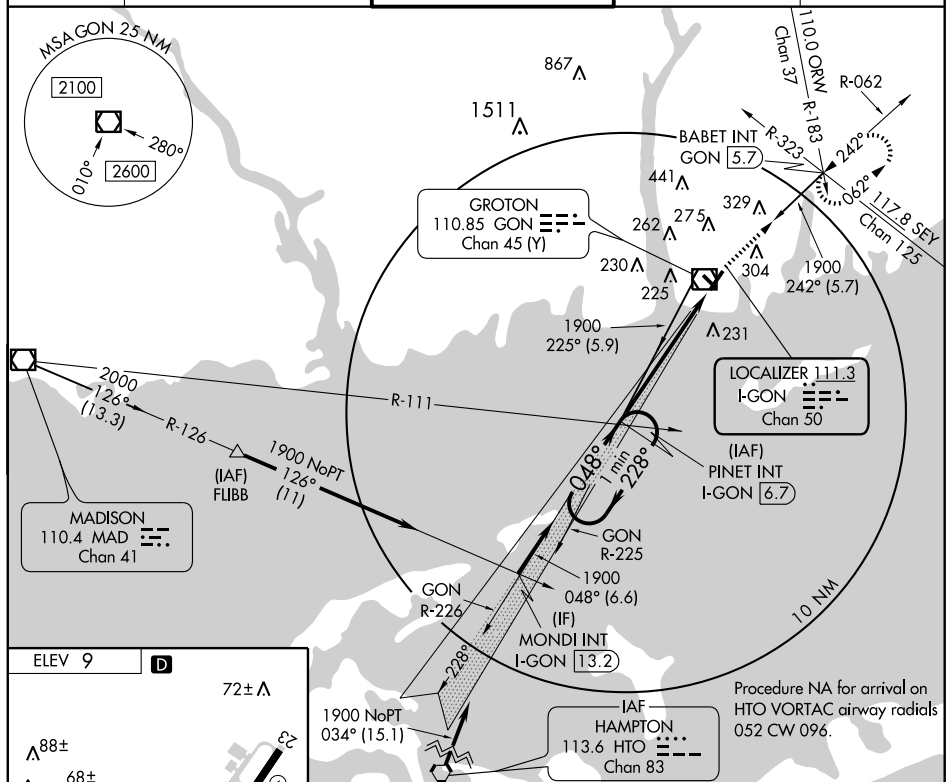 MSA GON 25 NM
2100
280°
010°
2600
867
1511
110.0 ORW
Chan 37
R-183
R-062
R-323
BABET INT
GON 5.7
242°
062°
117.8 SEY
Chan 125
441
GROTON
110.85 GON
Chan 45 (Y)
262
275
329
230
225
304
1900
242° (5.7)
1900
225° (5.9)
231
LOCALIZER 111.3
I-GON
Chan 50
2000
126°
(13.3)
R-111
R-126
(IAF)
FLIBB
1900 NoPT
126°
(11)
048°
1 min
228°
(IAF)
PINET INT
I-GON 6.7
MADISON
110.4 MAD
Chan 41
GON
R-225
1900
048° (6.6)
GON
R-226
(IF)
MONDI INT
I-GON 13.2
10 NM
228°
ELEV 9
D
72±
88±
68±
23
1900 NoPT
034° (15.1)
IAF
HAMPTON
113.6 HTO
Chan 83
Procedure NA for arrival on
HTO VORTAC airway radials
052 CW 096.